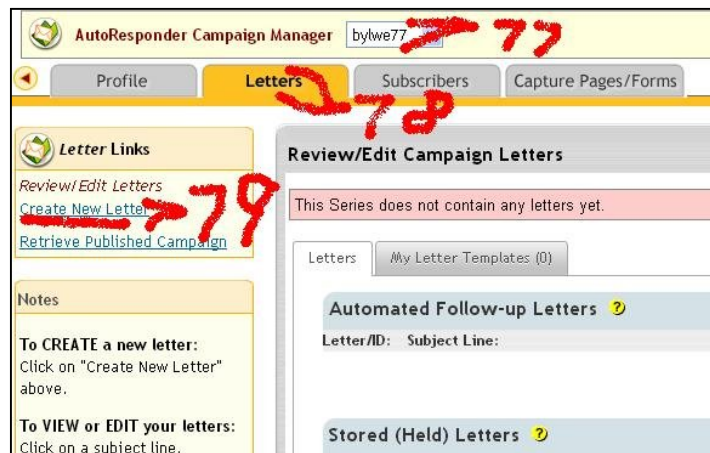 AutoResponder Campaign Manager bylwe77 77
Profile Letters Subscribers Capture Pages/Forms
78
Letter Links
Review/Edit Letters
Create New Letter 79
Retrieve Published Campaign
Notes
To CREATE a new letter:
Click on "Create New Letter"
above.
To VIEW or EDIT your letters:
Click on a subject line.
Review/Edit Campaign Letters
This Series does not contain any letters yet.
Letters My Letter Templates (0)
Automated Follow-up Letters ?
Letter/ID: Subject Line:
Stored (Held) Letters ?